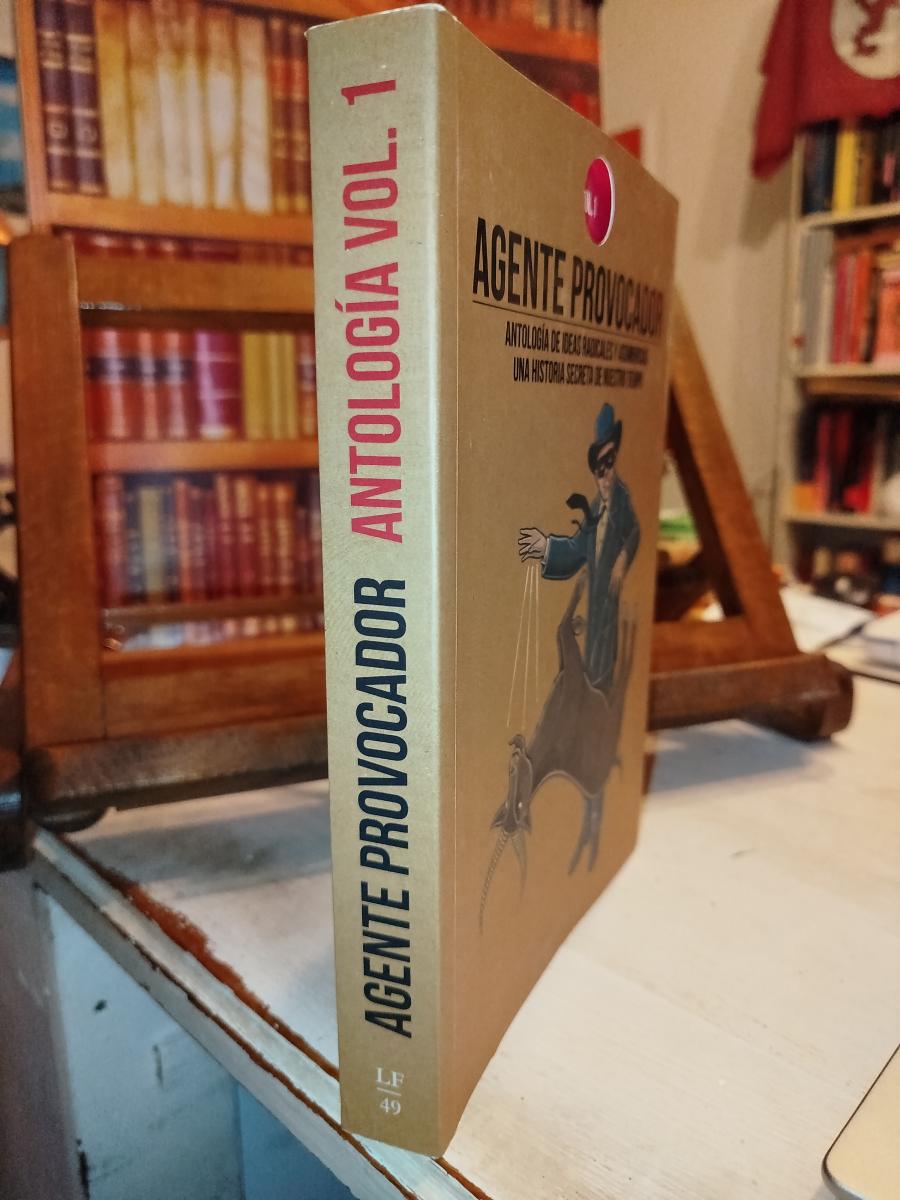 AGENTE PROVOCADOR ANTOLOGÍA VOL. 1
LF
49
AGENTE PROVOCADOR
ANTOLOGÍA DE IDEAS RADICALES Y ASOMBROSAS
UNA HISTORIA SECRETA DE NUESTRO TIEMPO